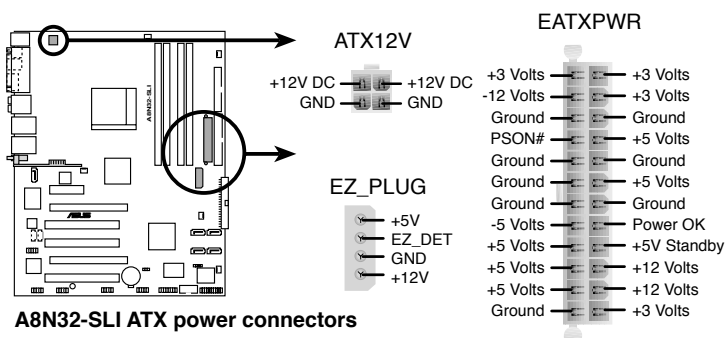 EATXPWR
ATX12V
+12V DC +12V DC
GND GND
EZ_PLUG
+5V
EZ_DET
GND
+12V
+3 Volts +3 Volts
-12 Volts +3 Volts
Ground Ground
PSON# +5 Volts
Ground Ground
Ground +5 Volts
Ground Ground
-5 Volts Power OK
+5 Volts +5V Standby
+5 Volts +12 Volts
+5 Volts +12 Volts
Ground +3 Volts
A8N32-SLI
ASUS
A8N32-SLI ATX power connectors